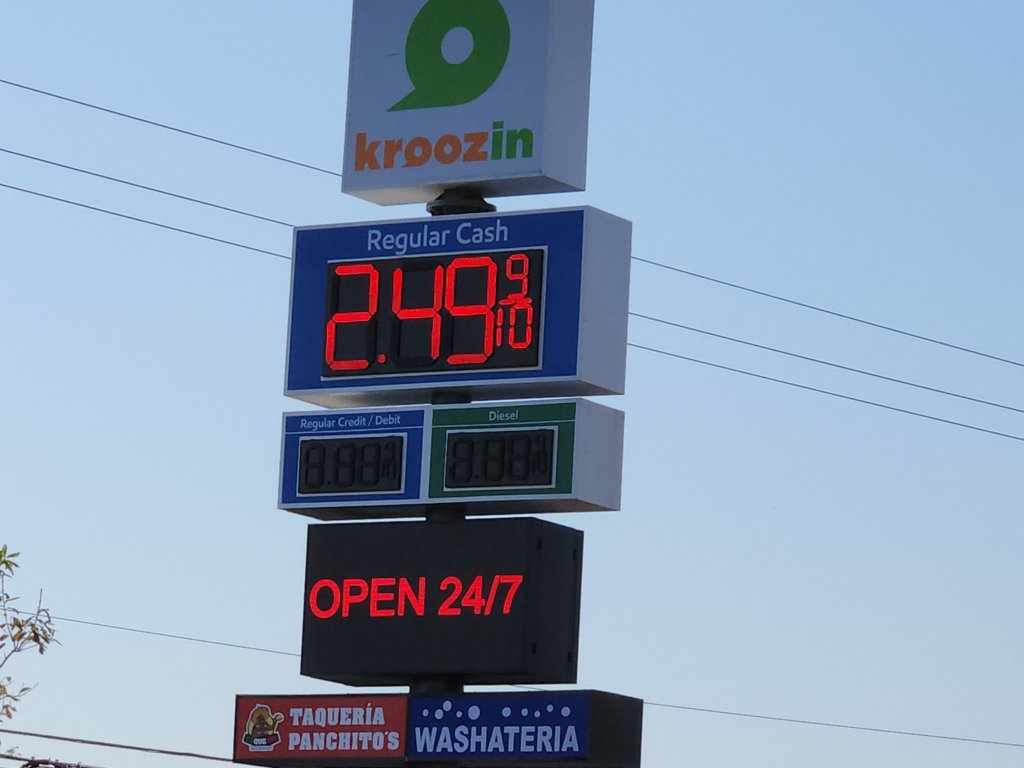 kroozin
Regular Cash
2.49 9/10
Regular Credit / Debit
Diesel
OPEN 24/7
TAQUERÍA
PANCHITO'S
WASHATERIA